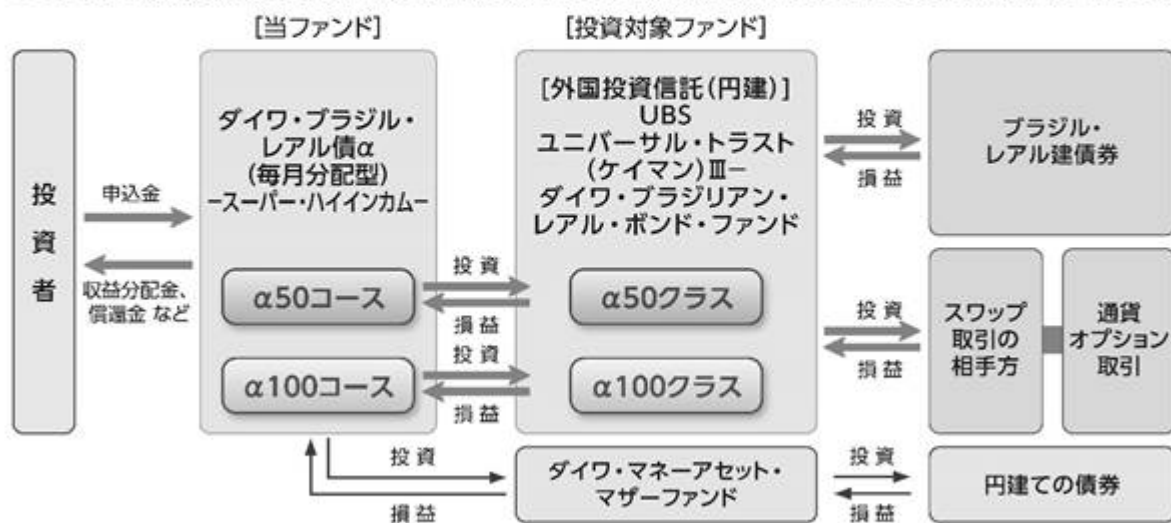 [当ファンド]
[投資対象ファンド]
投資者
申込金
収益分配金、
償還金 など
ダイワ・ブラジル・
レアル債α
(毎月分配型)
−スーパー・ハイインカム−
α50コース
α100コース
投資
損益
投資
損益
[外国投資信託(円建)]
UBS
ユニバーサル・トラスト
(ケイマン)Ⅲ−
ダイワ・ブラジリアン・
レアル・ボンド・ファンド
α50クラス
α100クラス
投資
損益
ブラジル・
レアル建債券
投資
損益
スワップ
取引の
相手方
通貨
オプション
取引
投資
損益
ダイワ・マネーアセット・
マザーファンド
投資
損益
円建ての債券